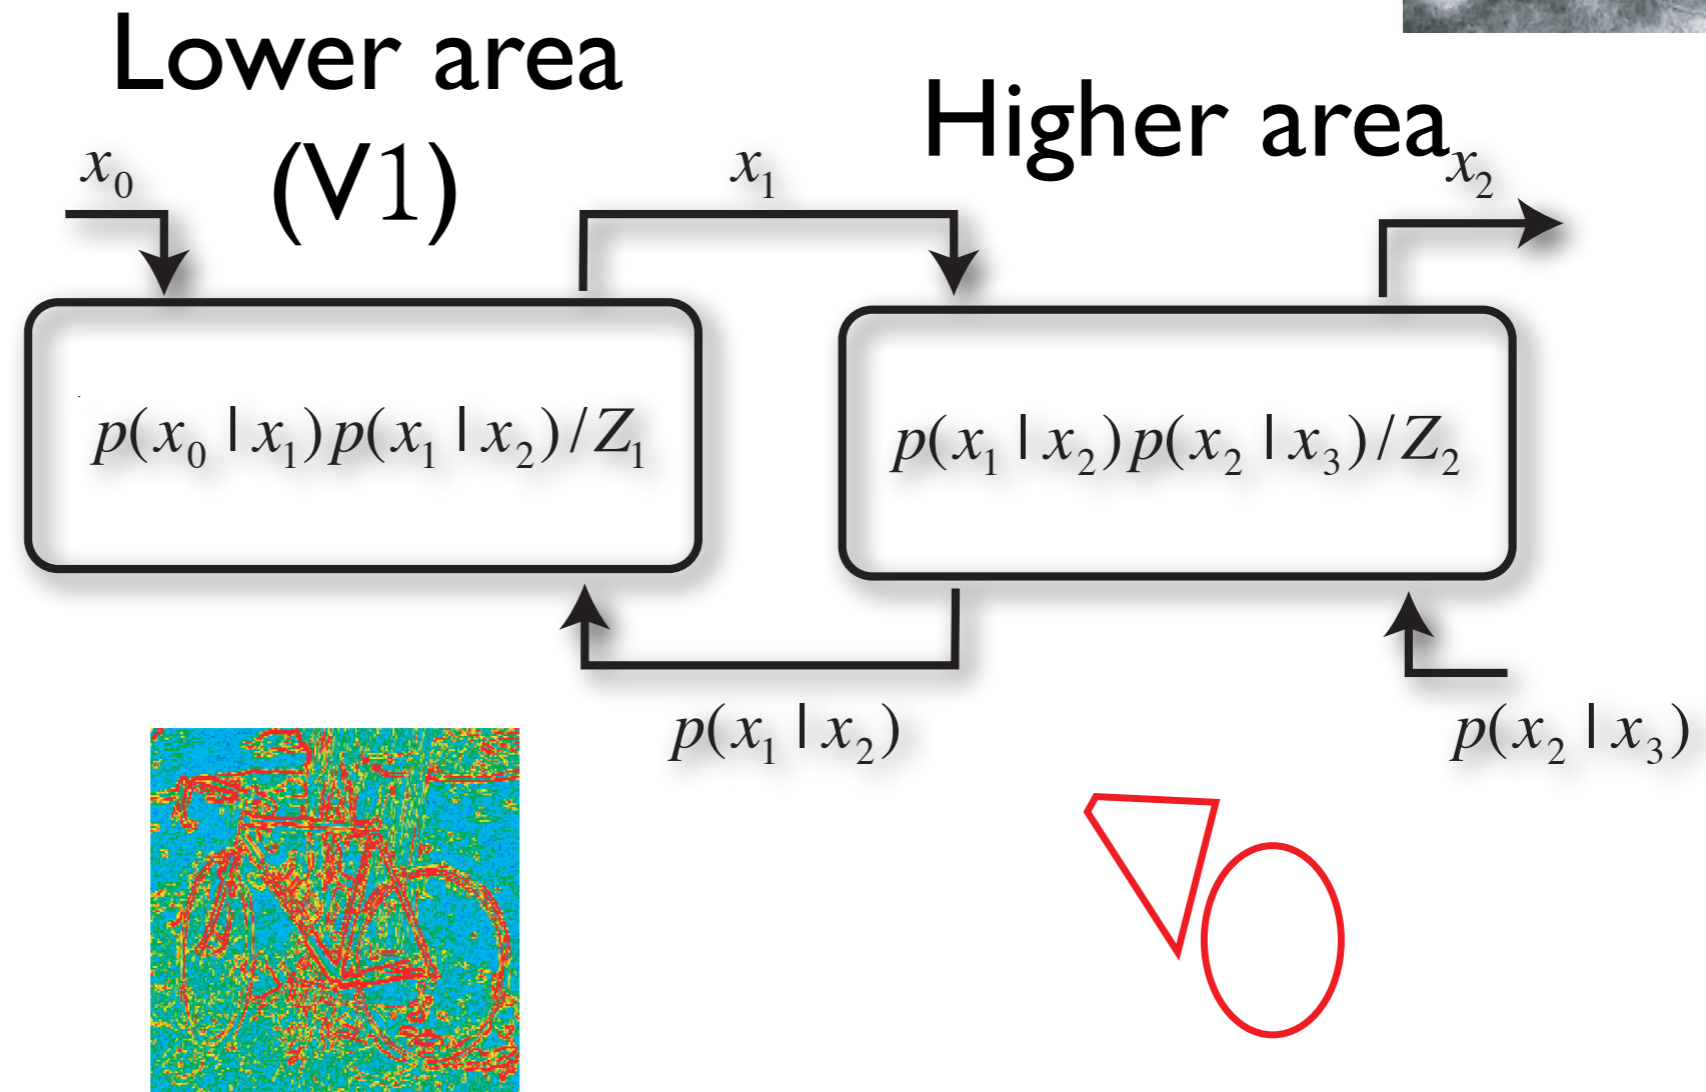 Lower area
(V1)
Higher area
x₀
x₁
x₂
p(x₀ | x₁)p(x₁ | x₂)/Z₁
p(x₁ | x₂)p(x₂ | x₃)/Z₂
p(x₁ | x₂)
p(x₂ | x₃)